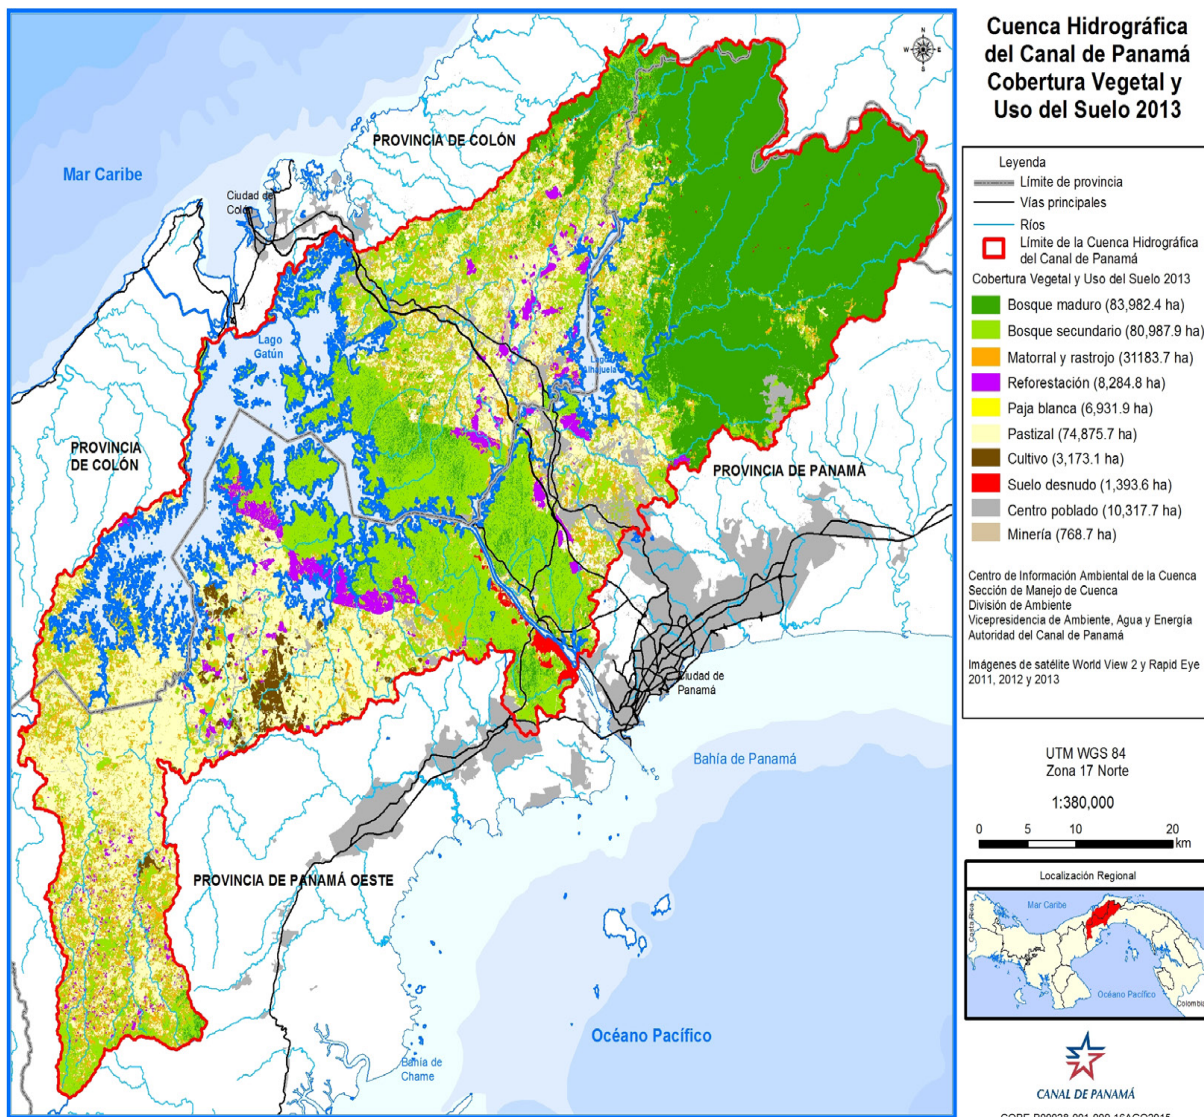 Cuenca Hidrográfica
del Canal de Panamá
Cobertura Vegetal y
Uso del Suelo 2013
Leyenda
Límite de provincia
Vías principales
Ríos
Límite de la Cuenca Hidrográfica
del Canal de Panamá
Cobertura Vegetal y Uso del Suelo 2013
Bosque maduro (83,982.4 ha)
Bosque secundario (80,987.9 ha)
Matorral y rastrojo (31183.7 ha)
Reforestación (8,284.8 ha)
Paja blanca (6,931.9 ha)
Pastizal (74,875.7 ha)
Cultivo (3,173.1 ha)
Suelo desnudo (1,393.6 ha)
Centro poblado (10,317.7 ha)
Minería (768.7 ha)
Centro de Información Ambiental de la Cuenca
Sección de Manejo de Cuenca
División de Ambiente
Vicepresidencia de Ambiente, Agua y Energía
Autoridad del Canal de Panamá
Imágenes de satélite World View 2 y Rapid Eye
2011, 2012 y 2013
UTM WGS 84
Zona 17 Norte
1:380,000
0 5 10 20
km
Localización Regional
Mar Caribe
Costa Rica
Océano Pacífico
Colombia
CANAL DE PANAMÁ
N
W E
S
PROVINCIA DE COLÓN
Mar Caribe
Ciudad de
Colón
Lago
Gatún
Lago
Alhajuela
PROVINCIA
DE COLÓN
PROVINCIA DE PANAMÁ
Ciudad de
Panamá
Bahía de Panamá
PROVINCIA DE PANAMÁ OESTE
Océano Pacífico
Bahía de
Chame